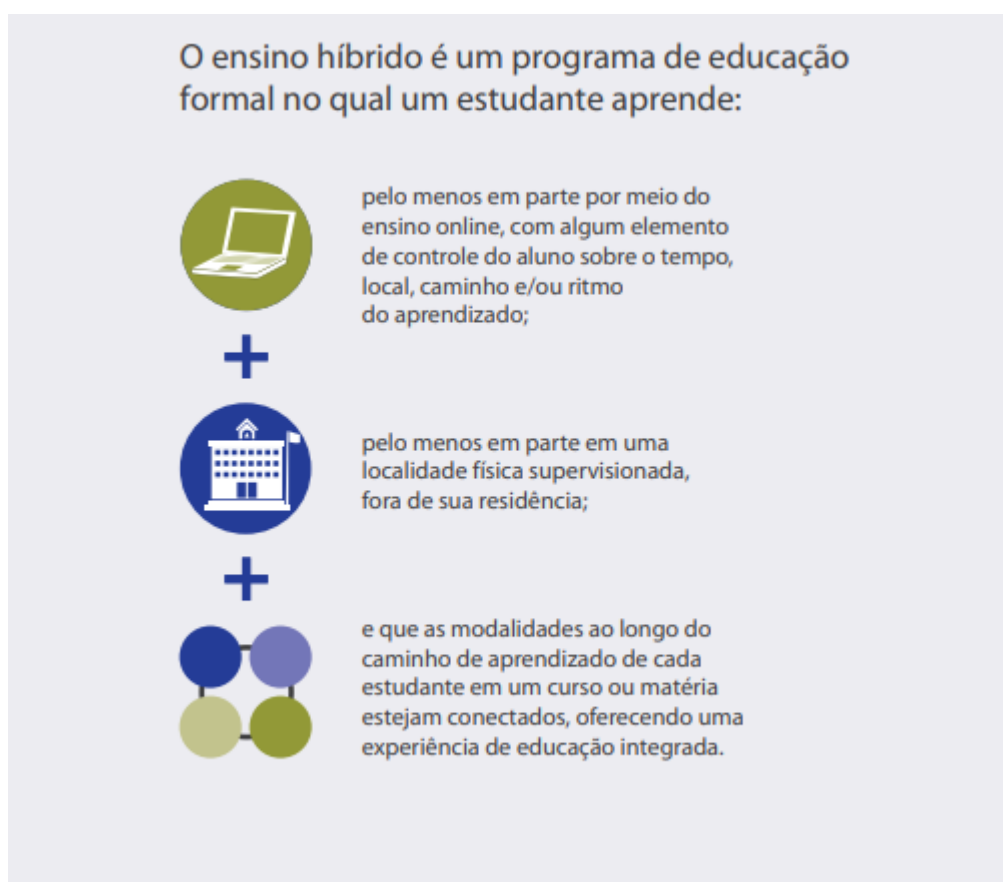 O ensino híbrido é um programa de educação
formal no qual um estudante aprende:
pelo menos em parte por meio do
ensino online, com algum elemento
de controle do aluno sobre o tempo,
local, caminho e/ou ritmo
do aprendizado;
pelo menos em parte em uma
localidade física supervisionada,
fora de sua residência;
e que as modalidades ao longo do
caminho de aprendizado de cada
estudante em um curso ou matéria
estejam conectados, oferecendo uma
experiência de educação integrada.